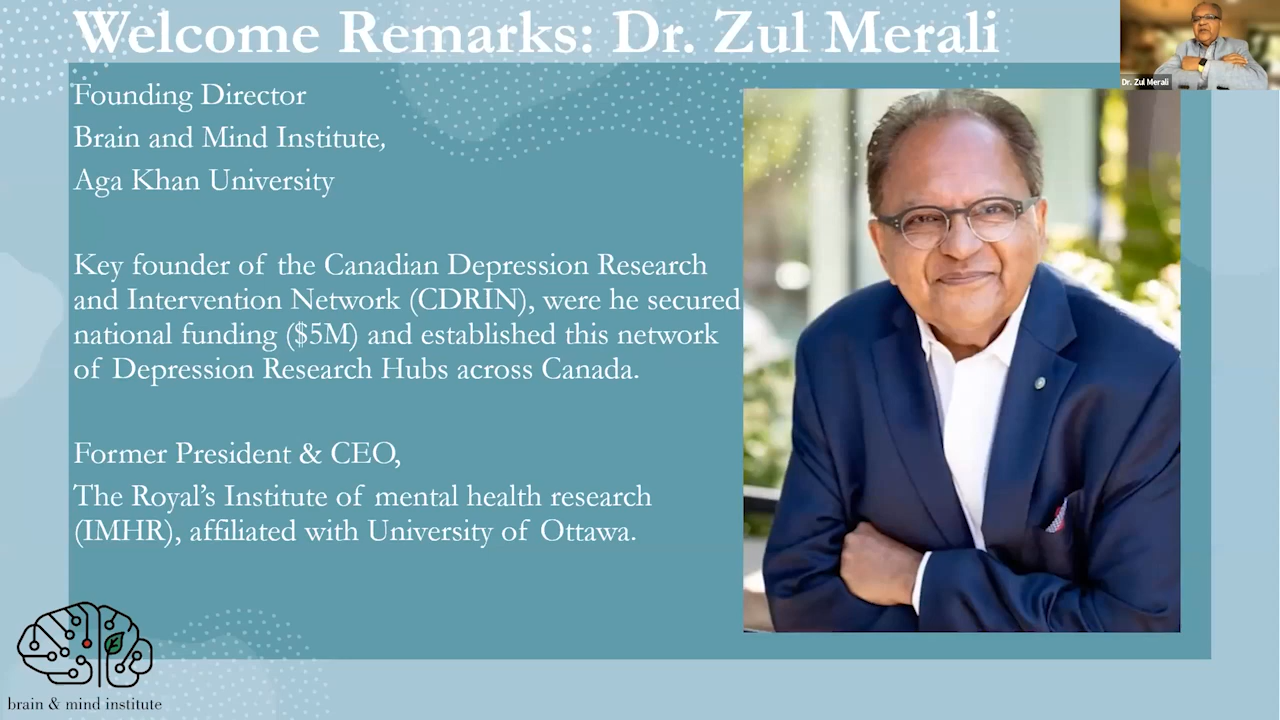 Welcome Remarks: Dr. Zul Merali
Dr. Zul Merali
Founding Director
Brain and Mind Institute,
Aga Khan University
Key founder of the Canadian Depression Research
and Intervention Network (CDRIN), were he secured
national funding ($5M) and established this network
of Depression Research Hubs across Canada.
Former President & CEO,
The Royal's Institute of mental health research
(IMHR), affiliated with University of Ottawa.
brain & mind institute